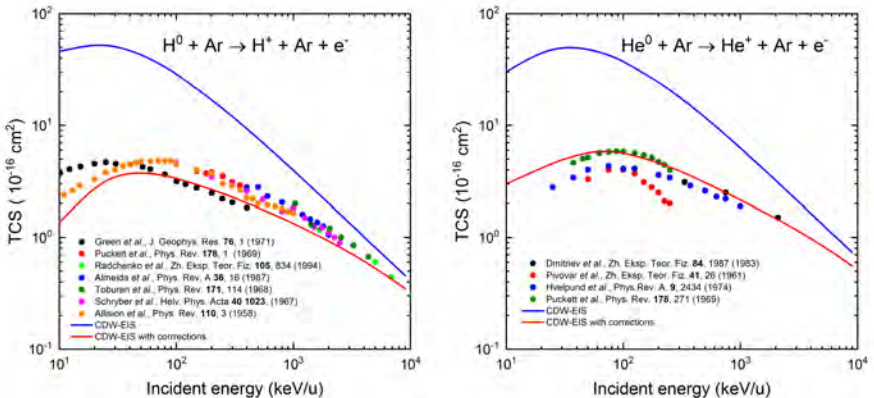 H⁰ + Ar → H⁺ + Ar + e⁻
TCS ( 10⁻¹⁶ cm²)
10²
10¹
10⁰
10⁻¹
Green et al., J. Geophys. Res. 76, 1 (1971)
Puckett et al., Phys. Rev. 178, 1 (1969)
Radchenko et al., Zh. Eksp. Teor. Fiz. 105, 834 (1994)
Almeida et al., Phys. Rev. A 36, 16 (1987)
Toburen et al., Phys. Rev. 171, 114 (1968)
Schryber et al., Helv. Phys. Acta 40 1023. (1967)
Allision et al., Phys. Rev. 110, 3 (1958)
CDW-EIS
CDW-EIS with corrrections
10¹ 10² 10³ 10⁴
Incident energy (keV/u)
He⁰ + Ar → He⁺ + Ar + e⁻
TCS (10⁻¹⁶ cm²)
10²
10¹
10⁰
10⁻¹
Dmitriev et al., Zh. Eksp. Teor. Fiz. 84, 1987 (1983)
Pivovar et al., Zh. Eksp. Teor. Fiz. 41, 26 (1961)
Hvelpund et al., Phys.Rev. A. 9, 2434 (1974)
Puckett et al., Phys. Rev. 178, 271 (1969)
CDW-EIS
CDW-EIS with corrections
10¹ 10² 10³ 10⁴
Incident energy (keV/u)